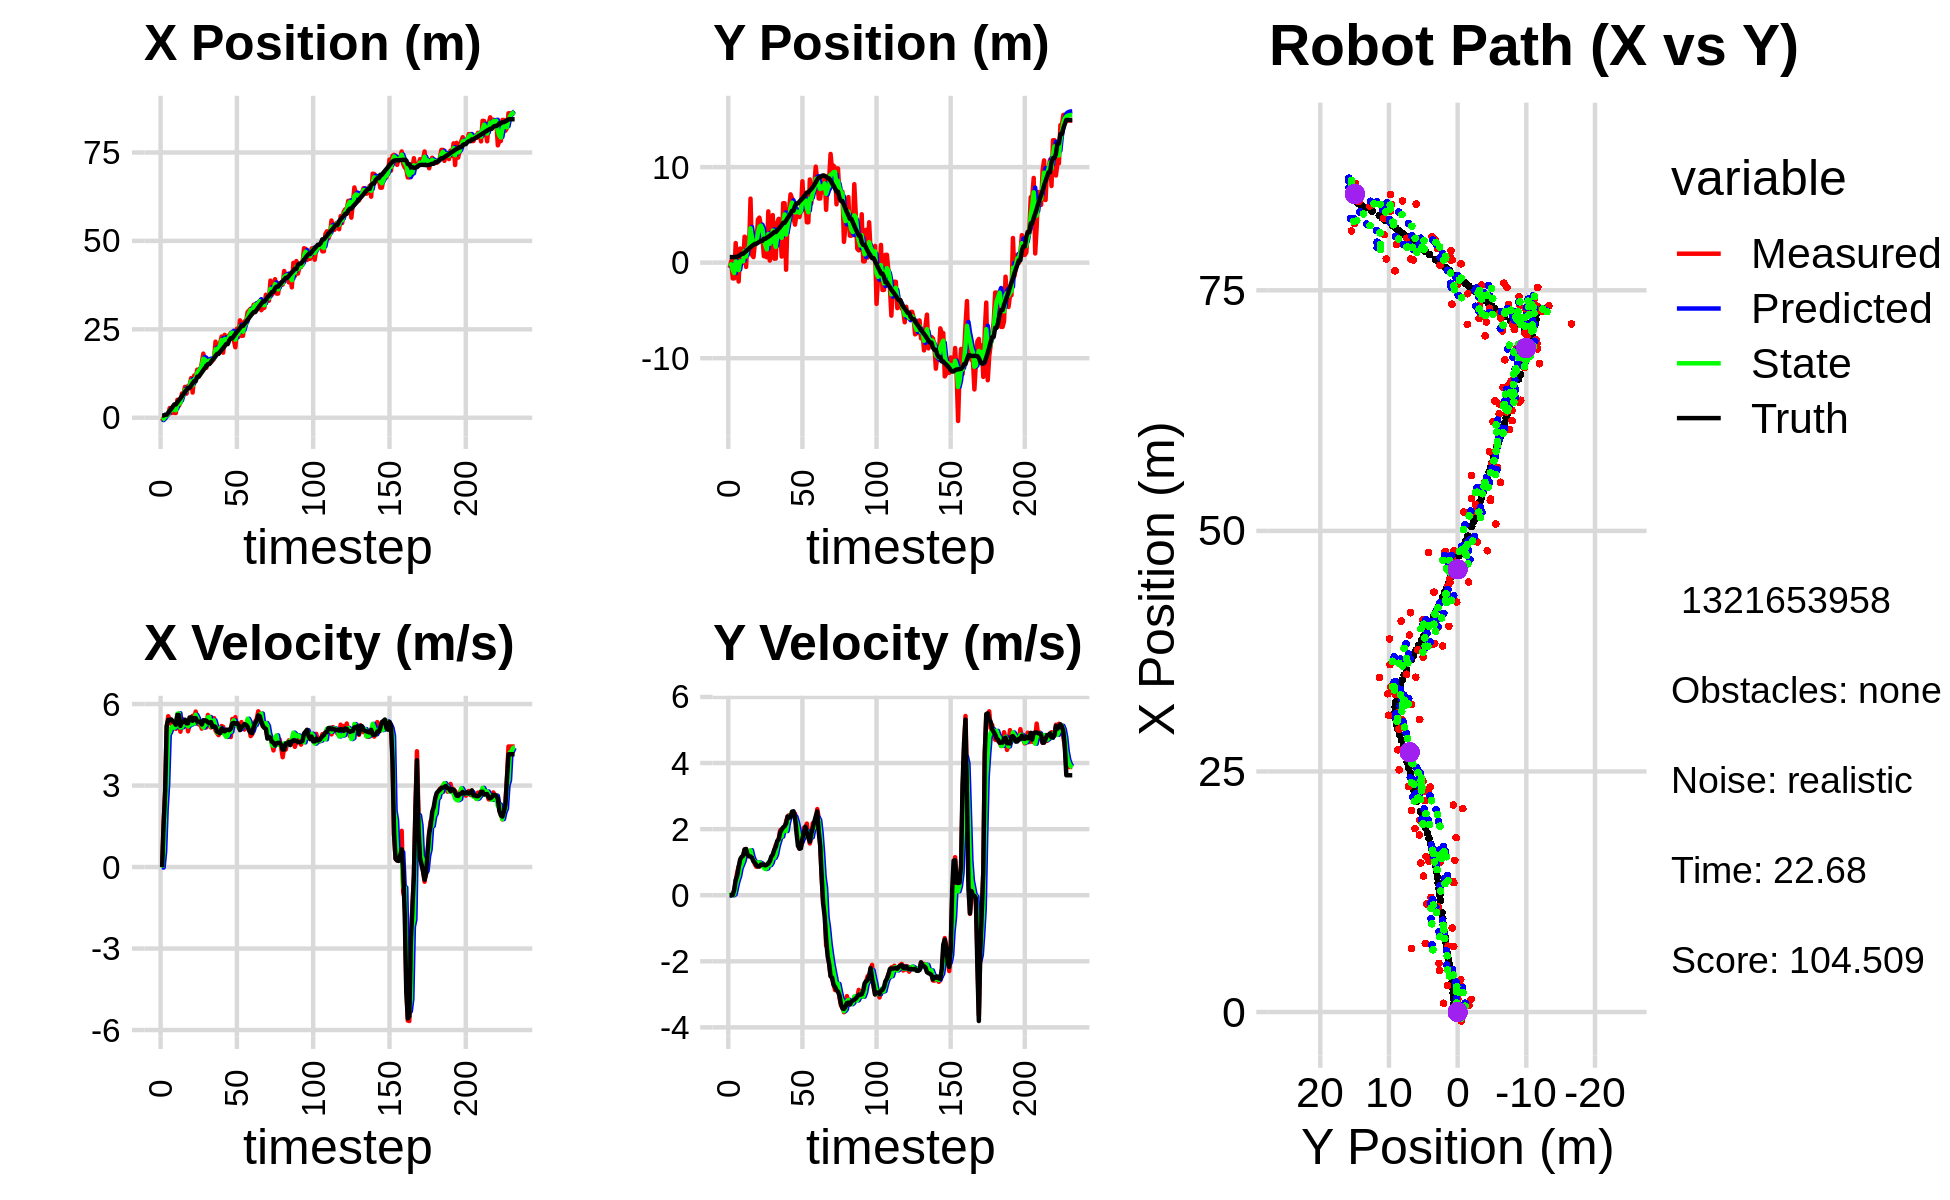 X Position (m)
75
50
25
0
0
50
100
150
200
timestep
Y Position (m)
10
0
-10
0
50
100
150
200
timestep
X Velocity (m/s)
6
3
0
-3
-6
0
50
100
150
200
timestep
Y Velocity (m/s)
6
4
2
0
-2
-4
0
50
100
150
200
timestep
Robot Path (X vs Y)
X Position (m)
75
50
25
0
20 10 0 -10 -20
Y Position (m)
variable
Measured
Predicted
State
Truth
1321653958
Obstacles: none
Noise: realistic
Time: 22.68
Score: 104.509